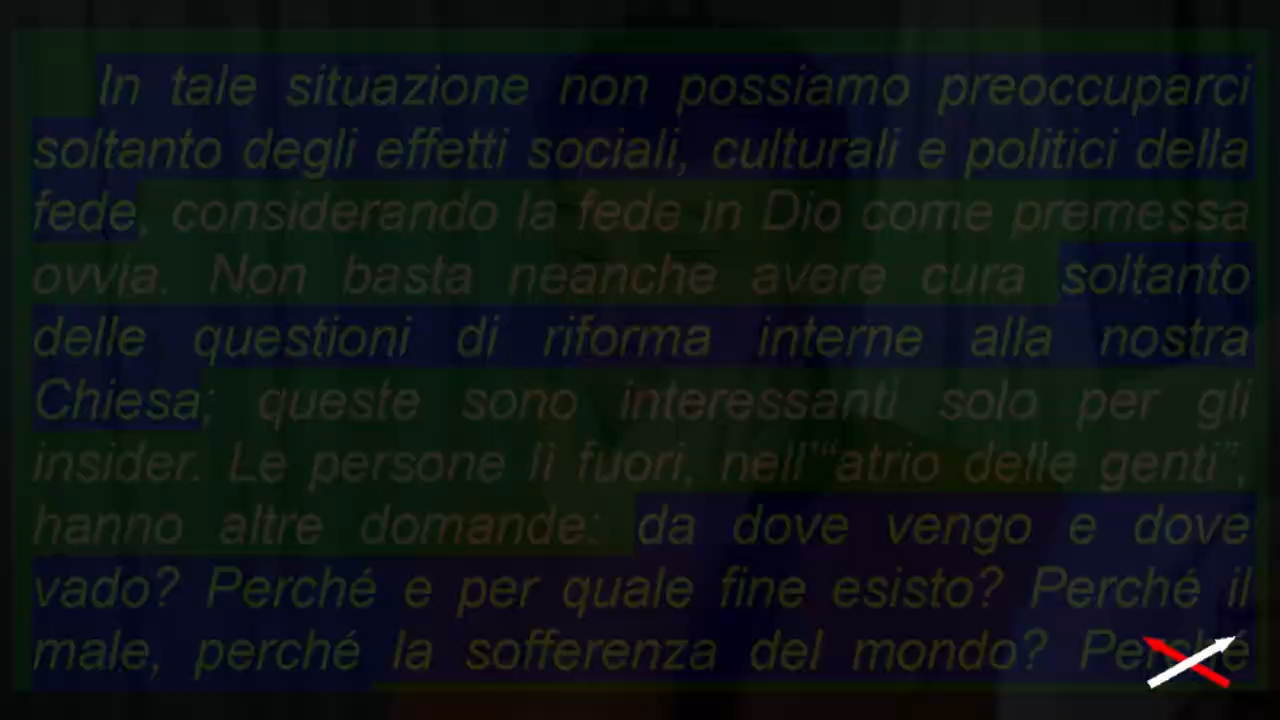 In tale situazione non possiamo preoccuparci
soltanto degli effetti sociali, culturali e politici della
fede, considerando la fede in Dio come premessa
ovvia. Non basta neanche avere cura soltanto
delle questioni di riforma interne alla nostra
Chiesa; queste sono interessanti solo per gli
insider. Le persone lì fuori, nell'“atrio delle genti”,
hanno altre domande: da dove vengo e dove
vado? Perché e per quale fine esisto? Perché il
male, perché la sofferenza del mondo? Perché